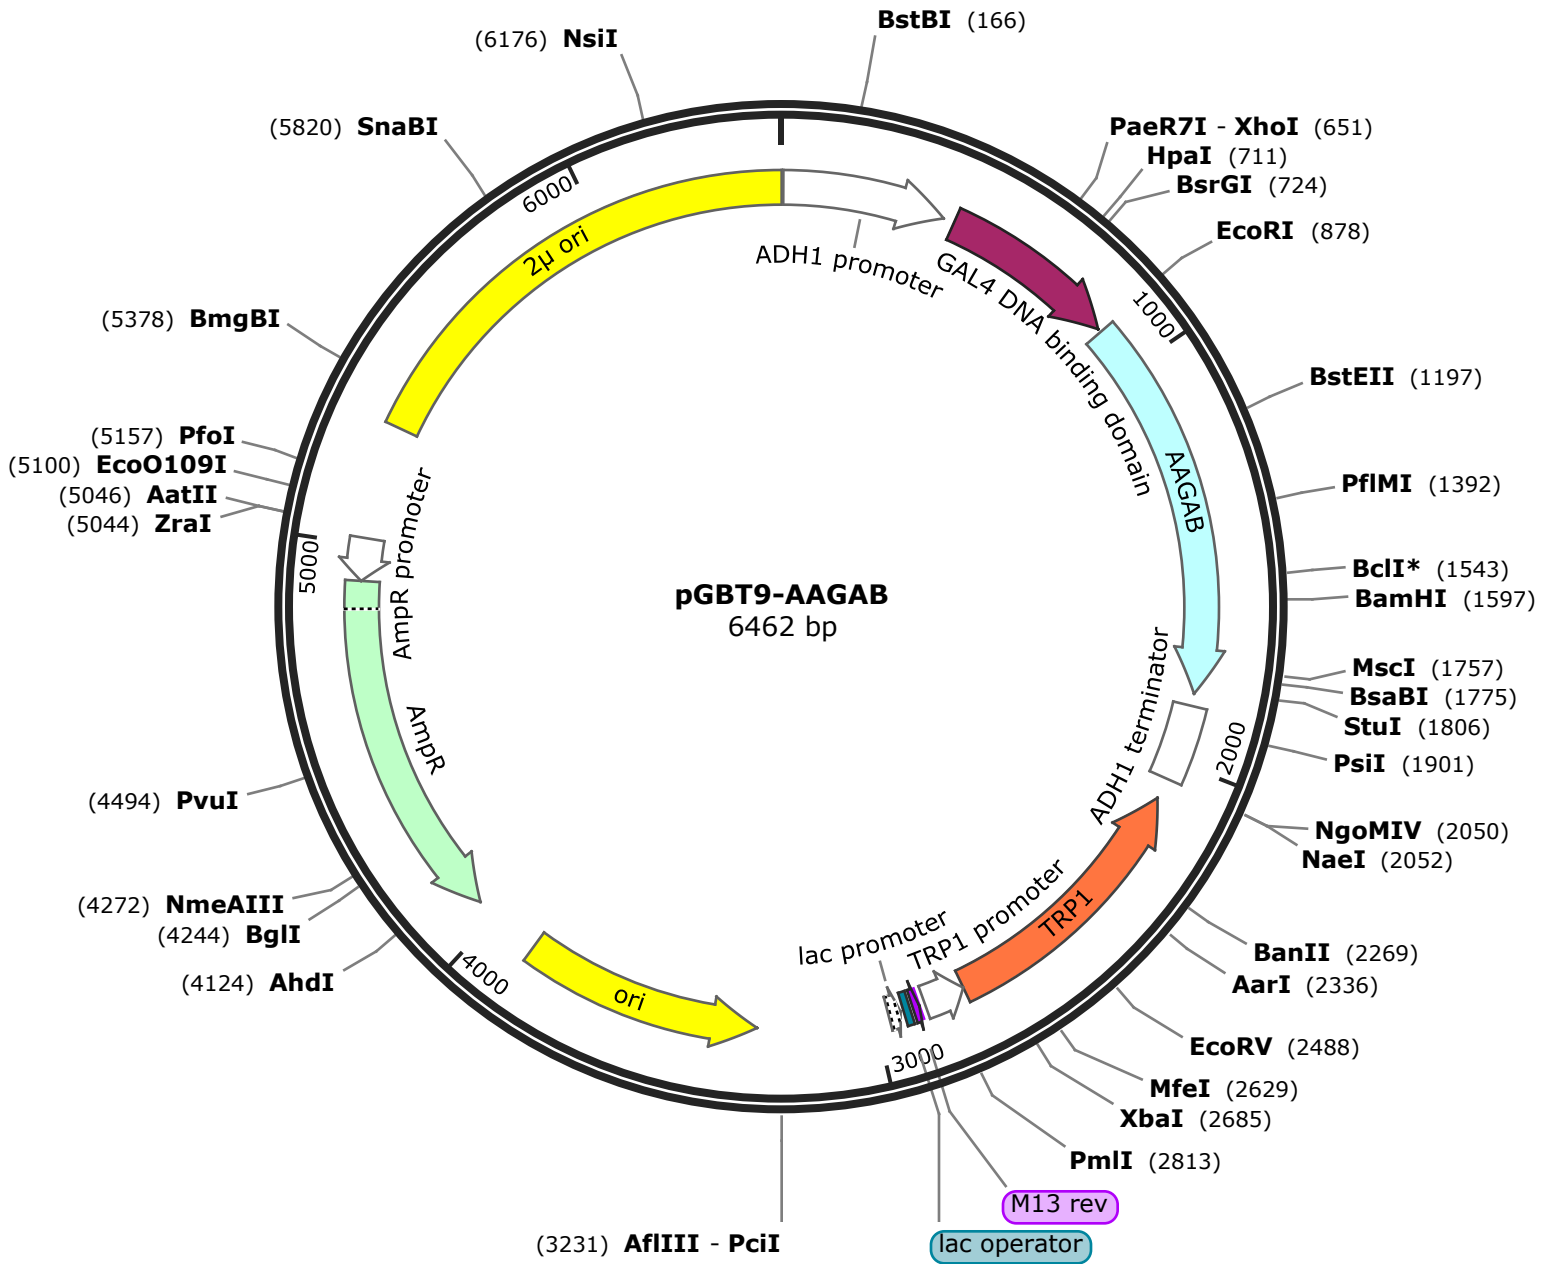 BstBI (166)
(6176) NsiI
(5820) SnaBI
PaeR7I - XhoI (651)
HpaI (711)
BsrGI (724)
EcoRI (878)
6000
2μ ori
ADH1 promoter
GAL4 DNA binding domain
1000
(5378) BmgBI
BstEII (1197)
(5157) PfoI
(5100) EcoO109I
(5046) AatII
(5044) ZraI
AAGAB
PflMI (1392)
5000
AmpR promoter
BclI* (1543)
BamHI (1597)
pGBT9-AAGAB
6462 bp
MscI (1757)
BsaBI (1775)
StuI (1806)
PsiI (1901)
ADH1 terminator
2000
AmpR
(4494) PvuI
NgoMIV (2050)
NaeI (2052)
(4272) NmeAIII
(4244) BglI
(4124) AhdI
TRP1
TRP1 promoter
lac promoter
BanII (2269)
AarI (2336)
4000
ori
3000
EcoRV (2488)
MfeI (2629)
XbaI (2685)
PmlI (2813)
M13 rev
lac operator
(3231) AflIII - PciI